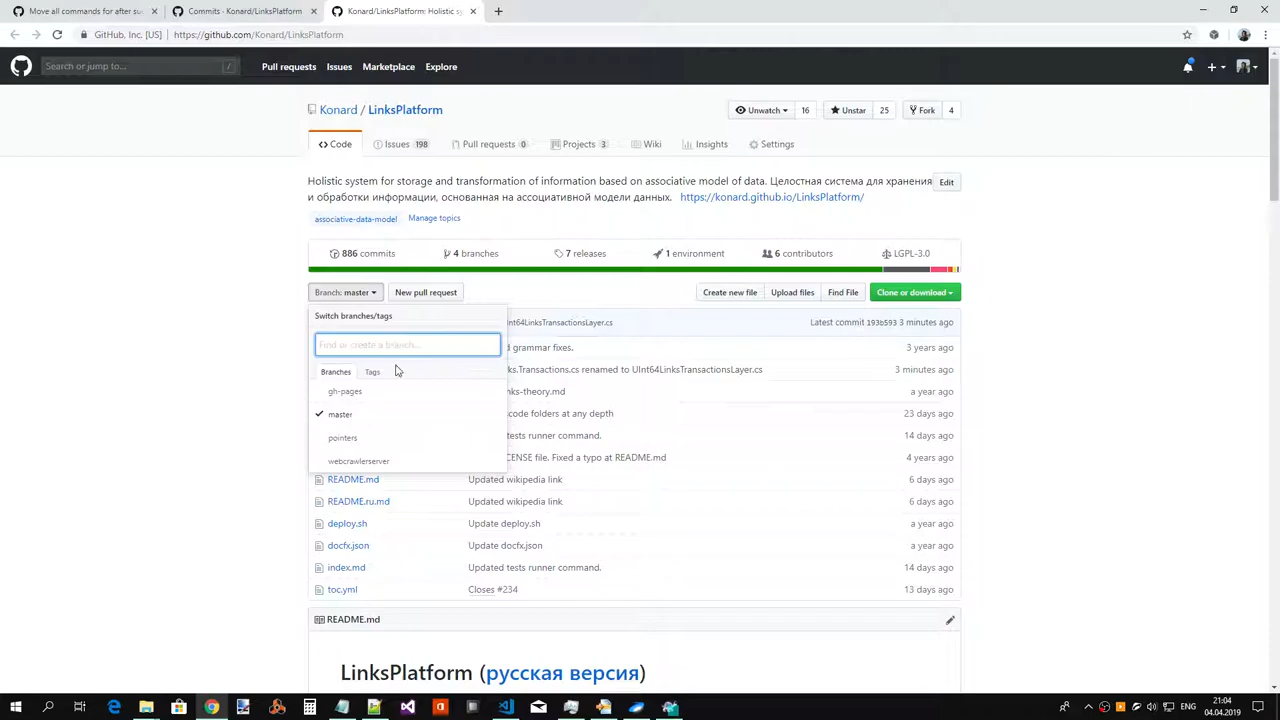 Move all commands for after suc
Commits · Konard/LinksPlatform
Konard/LinksPlatform: Holistic sy
GitHub, Inc. [US]
https://github.com/Konard/LinksPlatform
Search or jump to...
/
Pull requests
Issues
Marketplace
Explore
Konard / LinksPlatform
Unwatch
16
Unstar
25
Fork
4
Code
Issues 198
Pull requests 0
Projects 3
Wiki
Insights
Settings
Holistic system for storage and transformation of information based on associative model of data. Целостная система для хранения
и обработки информации, основанная на ассоциативной модели данных. https://konard.github.io/LinksPlatform/
Edit
associative-data-model
Manage topics
886 commits
4 branches
7 releases
1 environment
6 contributors
LGPL-3.0
Branch: master
New pull request
Create new file
Upload files
Find File
Clone or download
Switch branches/tags
Find or create a branch...
Branches
Tags
gh-pages
master
pointers
webcrawlerserver
Int64LinksTransactionsLayer.cs
Latest commit 193b593 3 minutes ago
d grammar fixes.
3 years ago
ks.Transactions.cs renamed to UInt64LinksTransactionsLayer.cs
3 minutes ago
nks-theory.md
a year ago
scode folders at any depth
23 days ago
tests runner command.
14 days ago
CENSE file. Fixed a typo at README.md
4 years ago
README.md
Updated wikipedia link
6 days ago
README.ru.md
Updated wikipedia link
6 days ago
deploy.sh
Update deploy.sh
a year ago
docfx.json
Update docfx.json
a year ago
index.md
Updated tests runner command.
14 days ago
toc.yml
Closes #234
13 days ago
README.md
LinksPlatform (русская версия)
ENG
21:04
04.04.2019